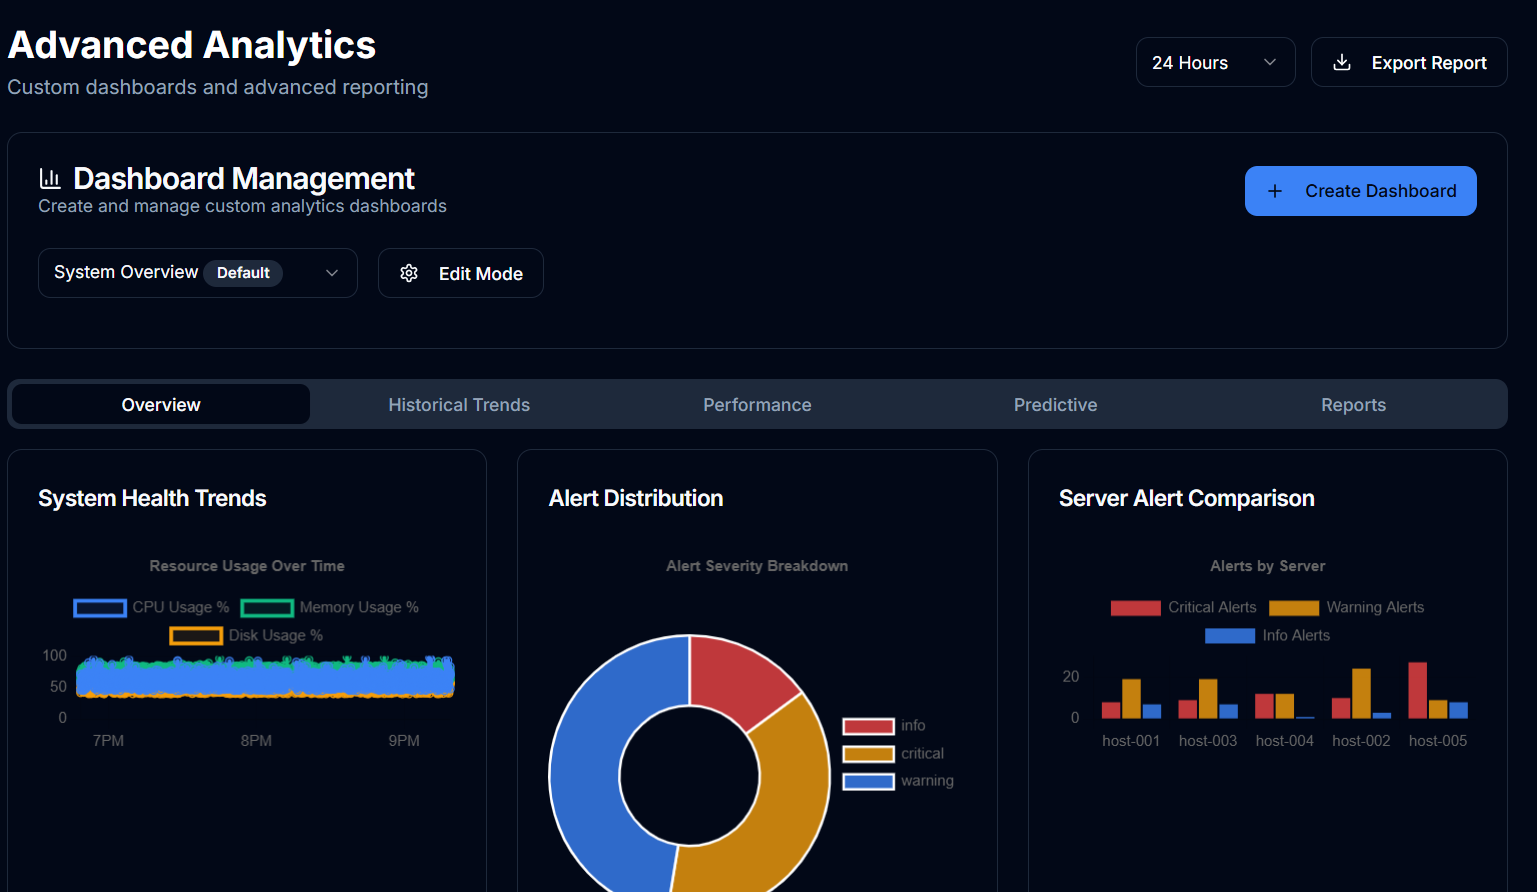 Advanced Analytics
Custom dashboards and advanced reporting
24 Hours
Export Report
Dashboard Management
Create and manage custom analytics dashboards
Create Dashboard
System Overview Default
Edit Mode
Overview
Historical Trends
Performance
Predictive
Reports
System Health Trends
Resource Usage Over Time
CPU Usage % Memory Usage %
Disk Usage %
100
50
0
7PM 8PM 9PM
Alert Distribution
Alert Severity Breakdown
info
critical
warning
Server Alert Comparison
Alerts by Server
Critical Alerts Warning Alerts
Info Alerts
20
0
host-001 host-003 host-004 host-002 host-005